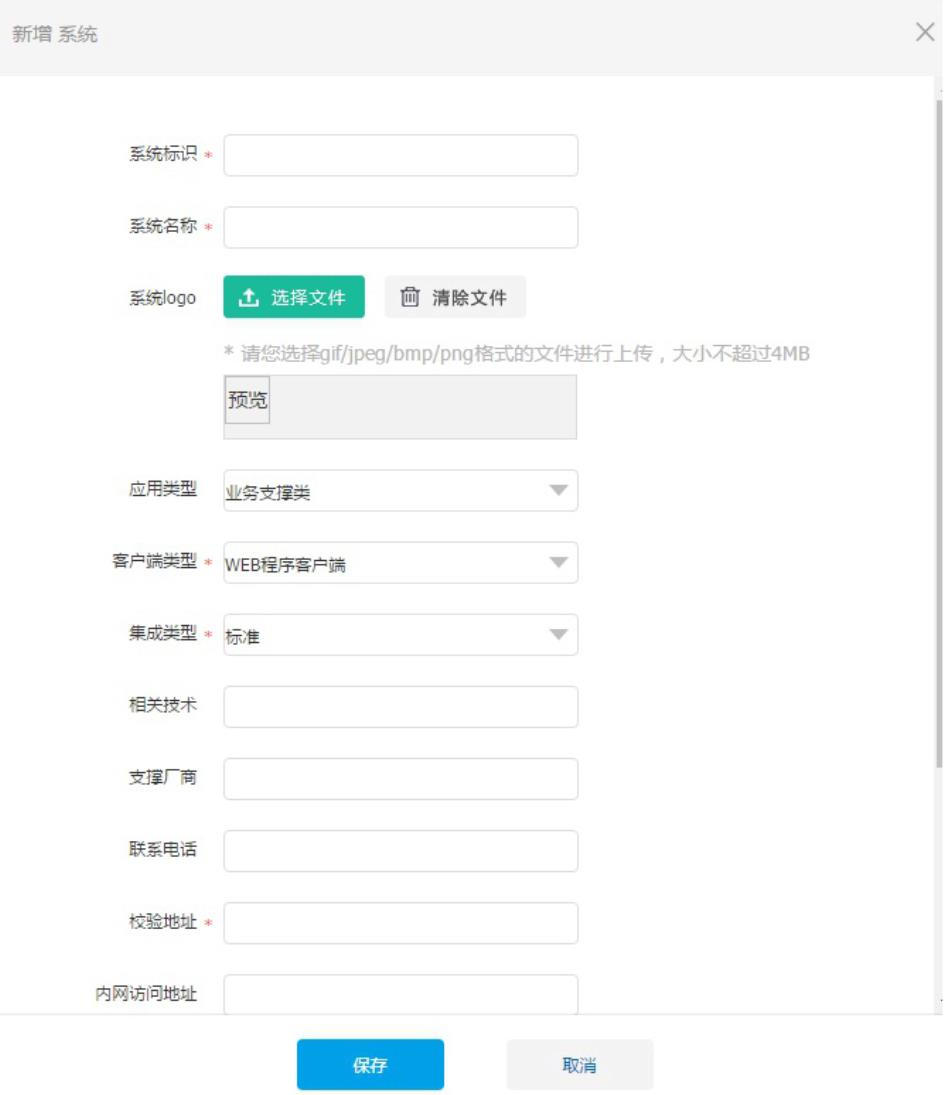 新增 系统
系统标识 *
系统名称 *
系统logo 选择文件 清除文件
* 请您选择gif/jpeg/bmp/png格式的文件进行上传，大小不超过4MB
预览
应用类型 业务支撑类
客户端类型 * WEB程序客户端
集成类型 * 标准
相关技术
支撑厂商
联系电话
校验地址 *
内网访问地址
保存 取消